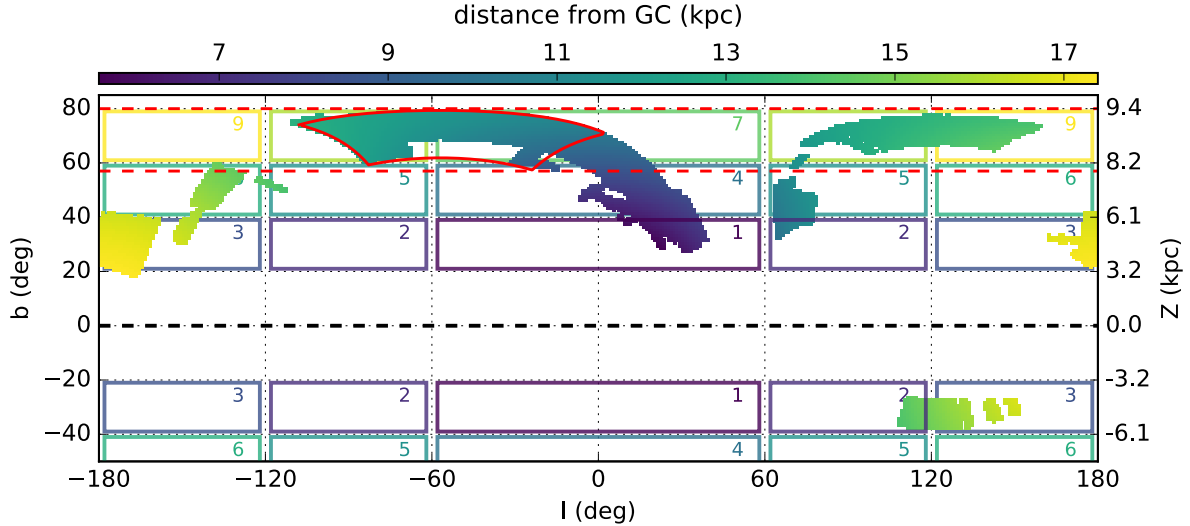 distance from GC (kpc)
7 9 11 13 15 17
80 9 7 9 9.4
60 5 4 5 6 8.2
40 3 2 1 2 3 6.1
20 3.2
0 0.0
−20 3 2 1 2 3 -3.2
−40 6 5 4 5 6 -6.1
−180 −120 −60 0 60 120 180
l (deg)
b (deg)
Z (kpc)